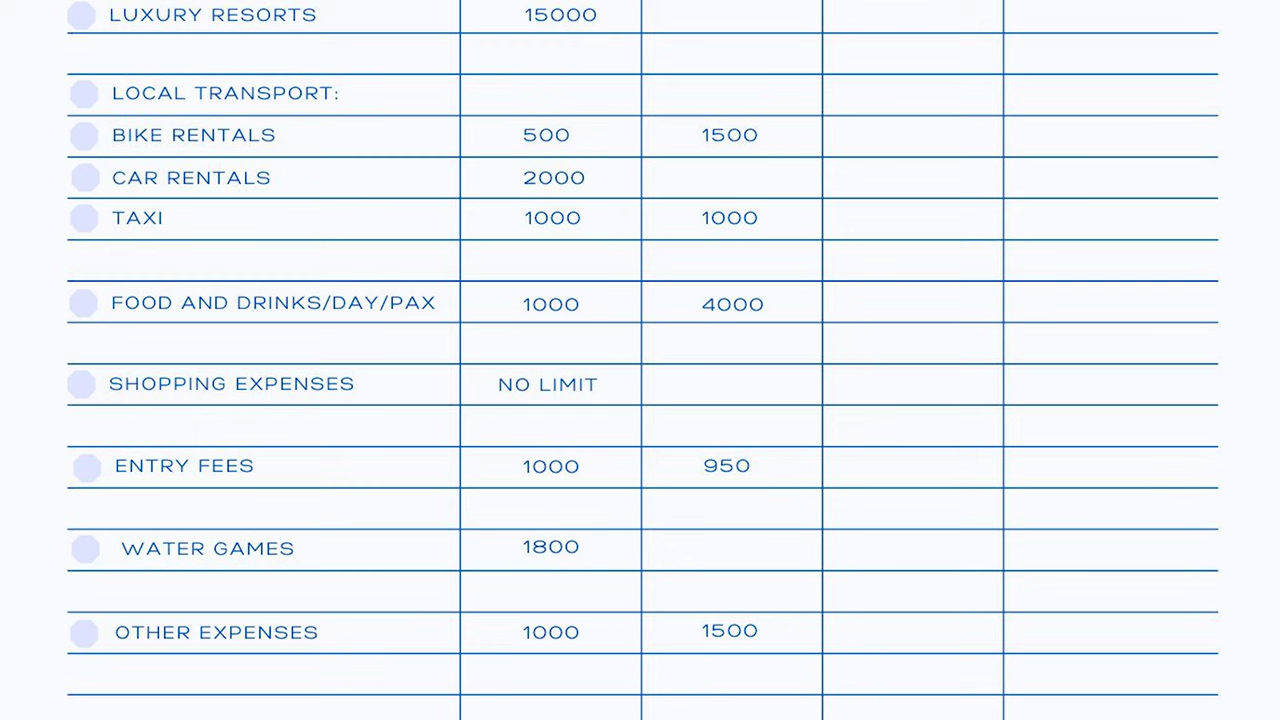 LUXURY RESORTS 15000
LOCAL TRANSPORT:
BIKE RENTALS 500 1500
CAR RENTALS 2000
TAXI 1000 1000
FOOD AND DRINKS/DAY/PAX 1000 4000
SHOPPING EXPENSES NO LIMIT
ENTRY FEES 1000 950
WATER GAMES 1800
OTHER EXPENSES 1000 1500